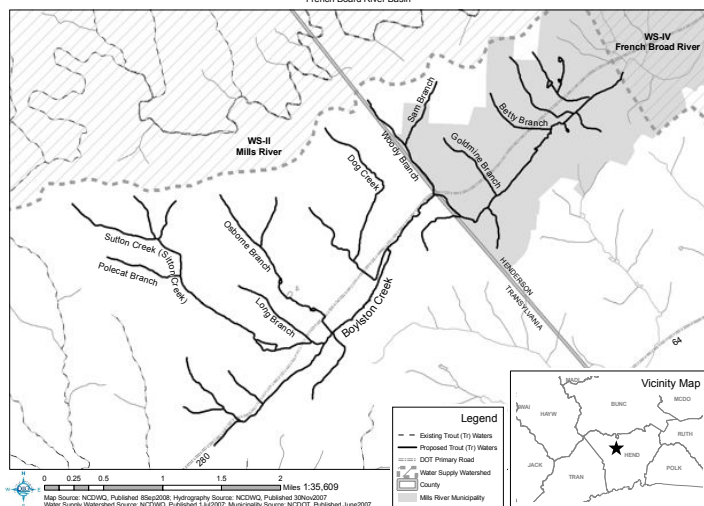 French Board River Basin
WS-IV
French Broad River
WS-II
Mills River
Sam Branch
Woody Branch
Betty Branch
Goldmine Branch
Dog Creek
Osborne Branch
Sutton Creek (Sitton Creek)
Polecat Branch
Long Branch
Boylston Creek
HENDERSON
TRANSYLVANIA
64
280
Legend
Existing Trout (Tr) Waters
Proposed Trout (Tr) Waters
DOT Primary Road
Water Supply Watershed
County
Mills River Municipality
Vicinity Map
BUNC
MCDO
HAYW
RUTH
HEND
JACK
TRAN
POLK
0 0.25 0.5 1 1.5 2
Miles 1:35,609
Map Source: NCDWQ, Published 8Sep2008; Hydrography Source: NCDWQ, Published 30Nov2007
Water Supply Watershed Source: NCDWQ, Published 1Jul2007; Municipality Source: NCDOT, Published June2007